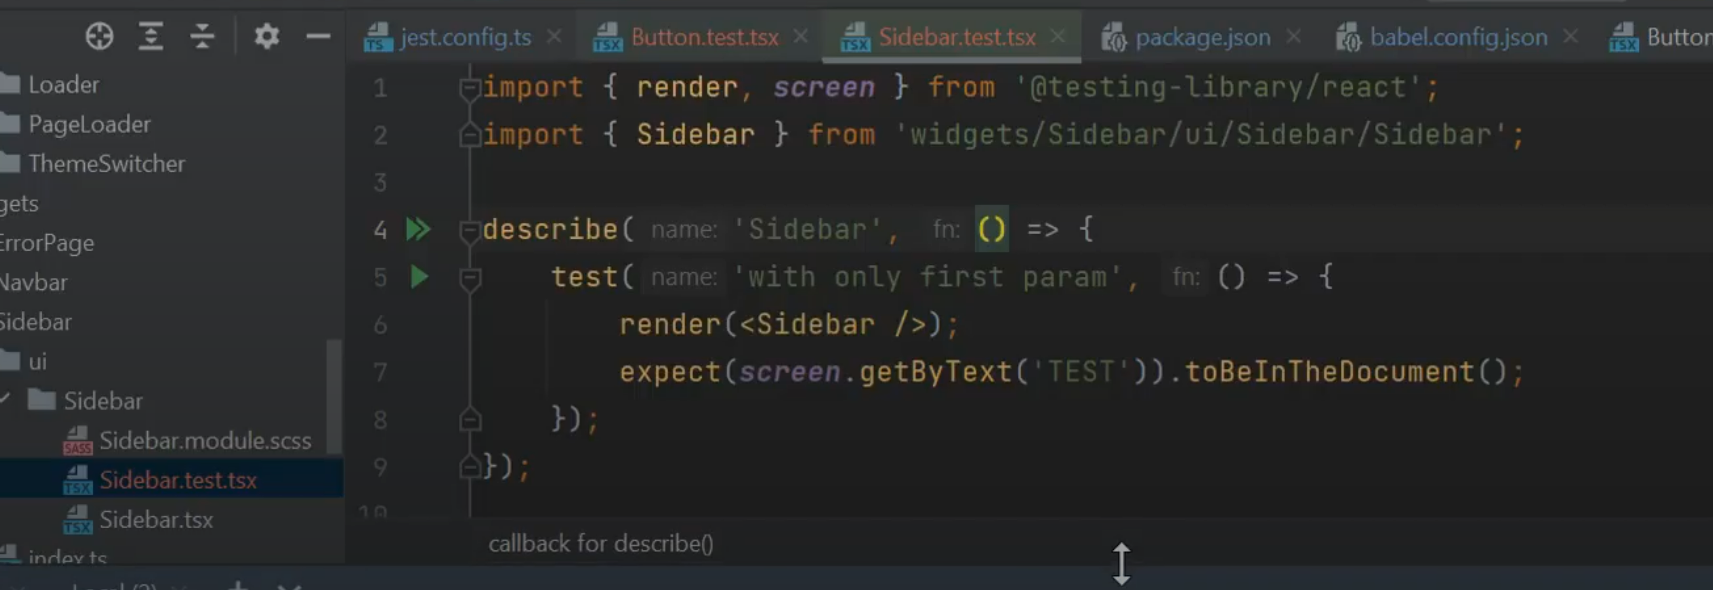 jest.config.ts × Button.test.tsx × Sidebar.test.tsx × package.json × babel.config.json ×
Loader
PageLoader
ThemeSwitcher
gets
ErrorPage
Navbar
Sidebar
ui
Sidebar
Sidebar.module.scss
Sidebar.test.tsx
Sidebar.tsx
index.ts
1 import { render, screen } from '@testing-library/react';
2 import { Sidebar } from 'widgets/Sidebar/ui/Sidebar/Sidebar';
3
4 describe( name: 'Sidebar', fn: () => {
5 test( name: 'with only first param', fn: () => {
6 render(<Sidebar />);
7 expect(screen.getByText('TEST')).toBeInTheDocument();
8 });
9 });
10
callback for describe()